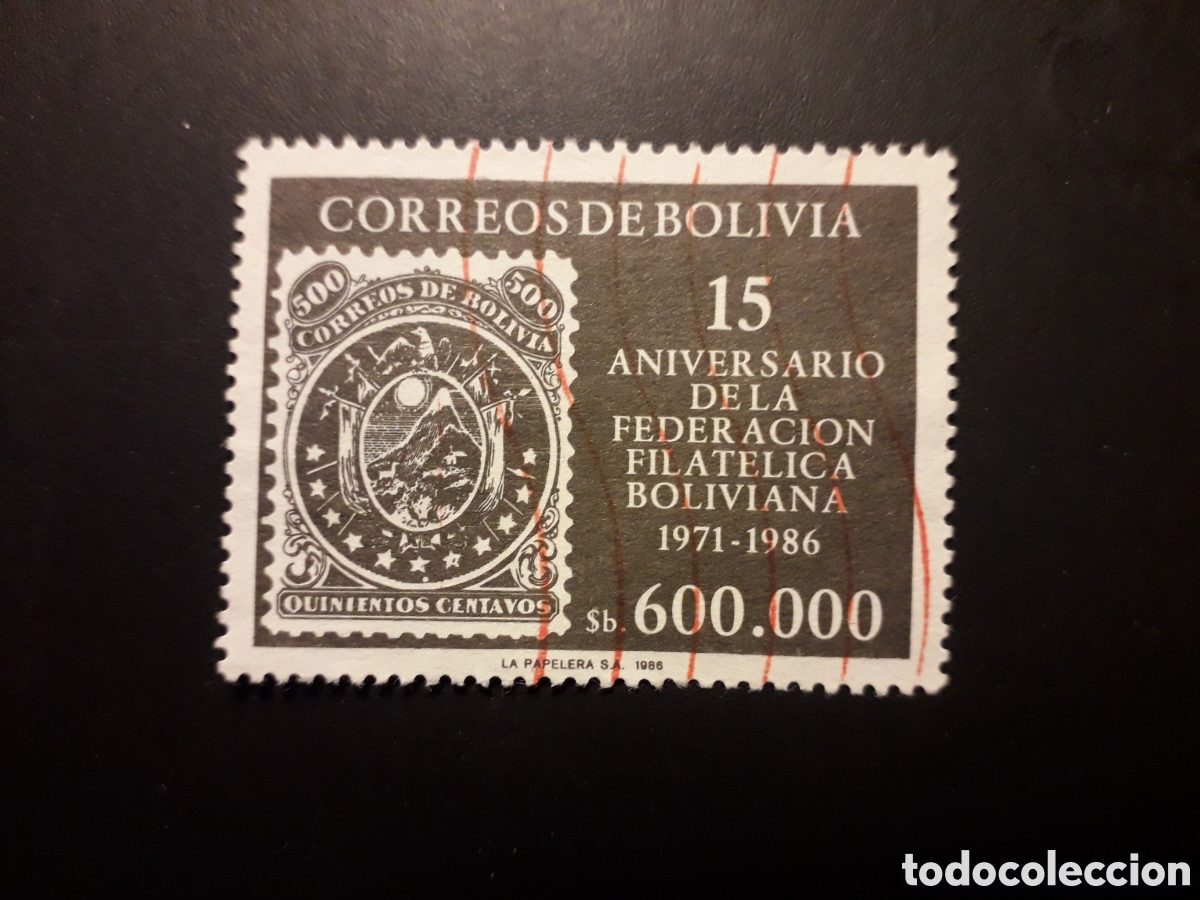 CORREOS DE BOLIVIA
500 500
CORREOS DE BOLIVIA
QUINIENTOS CENTAVOS
15
ANIVERSARIO
DE LA
FEDERACION
FILATELICA
BOLIVIANA
1971-1986
$b. 600.000
LA PAPELERA S.A. 1986
todocoleccion